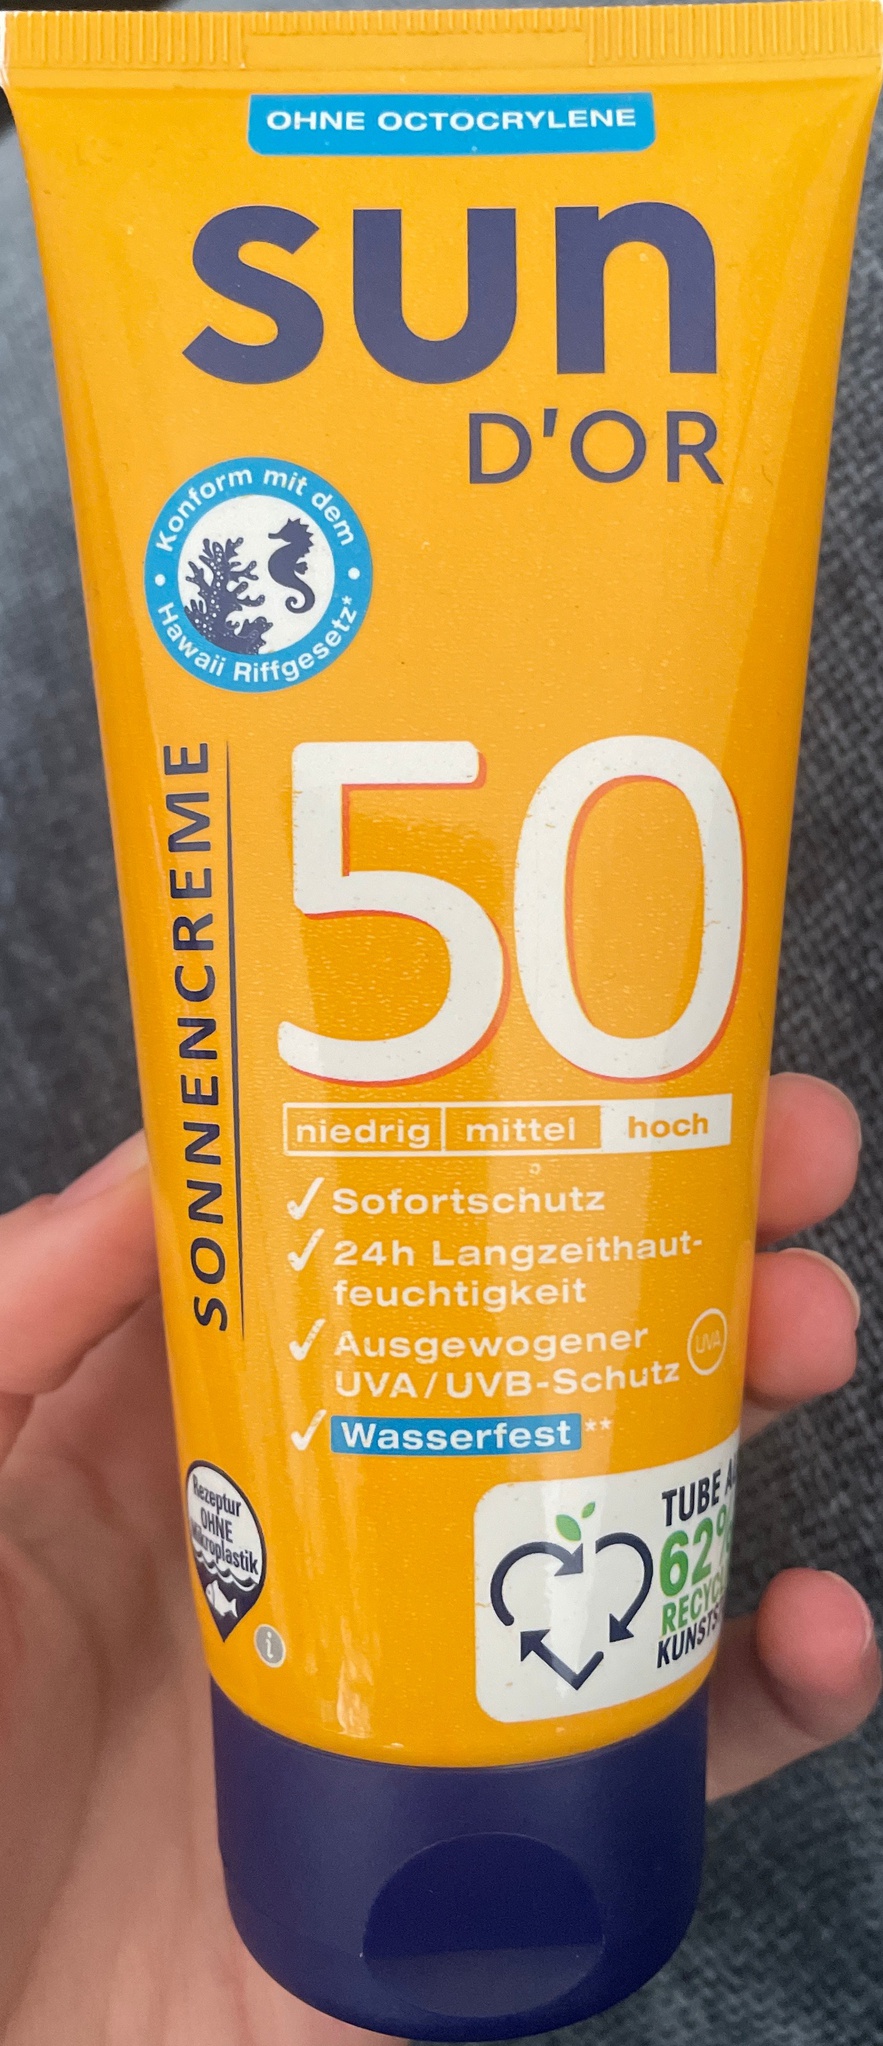 OHNE OCTOCRYLENE
sun
D'OR
Konform mit dem
Hawaii Riffgesetz*
SONNENCREME
50
niedrig mittel hoch
✓ Sofortschutz
✓ 24h Langzeithaut-
feuchtigkeit
✓ Ausgewogener
UVA/UVB-Schutz UVA
✓ Wasserfest**
Rezeptur
OHNE
Mikroplastik
i
TUBE
62%